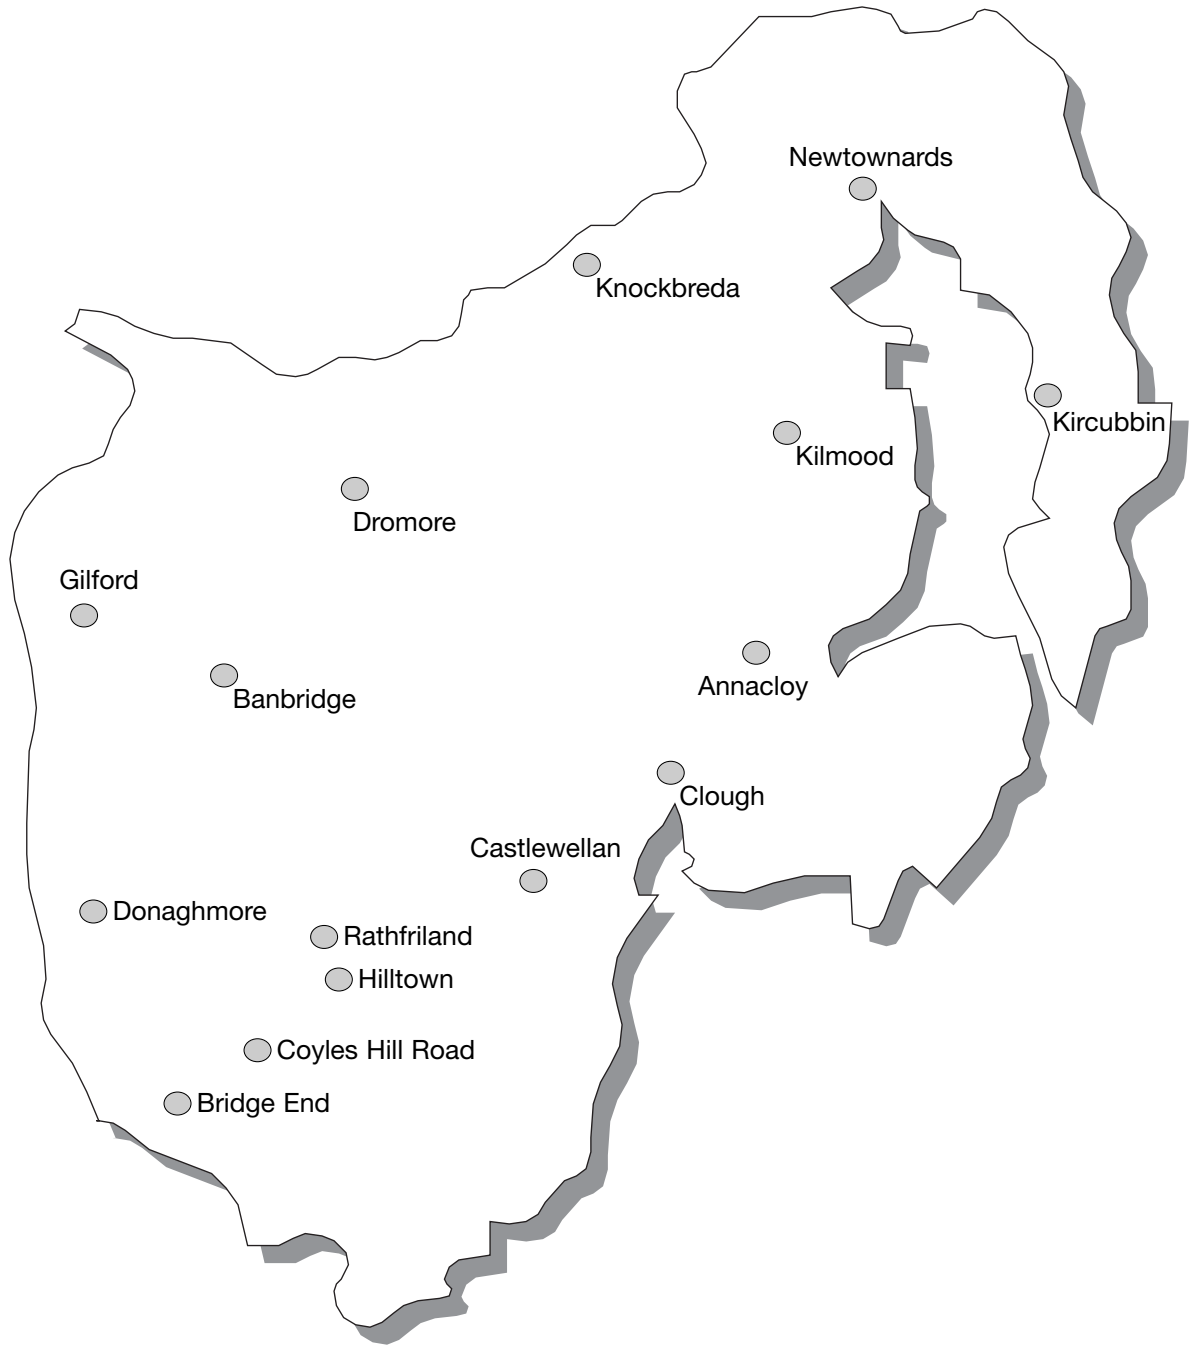 Newtownards
Knockbreda
Kircubbin
Kilmood
Dromore
Gilford
Annacloy
Banbridge
Clough
Castlewellan
Donaghmore
Rathfriland
Hilltown
Coyles Hill Road
Bridge End